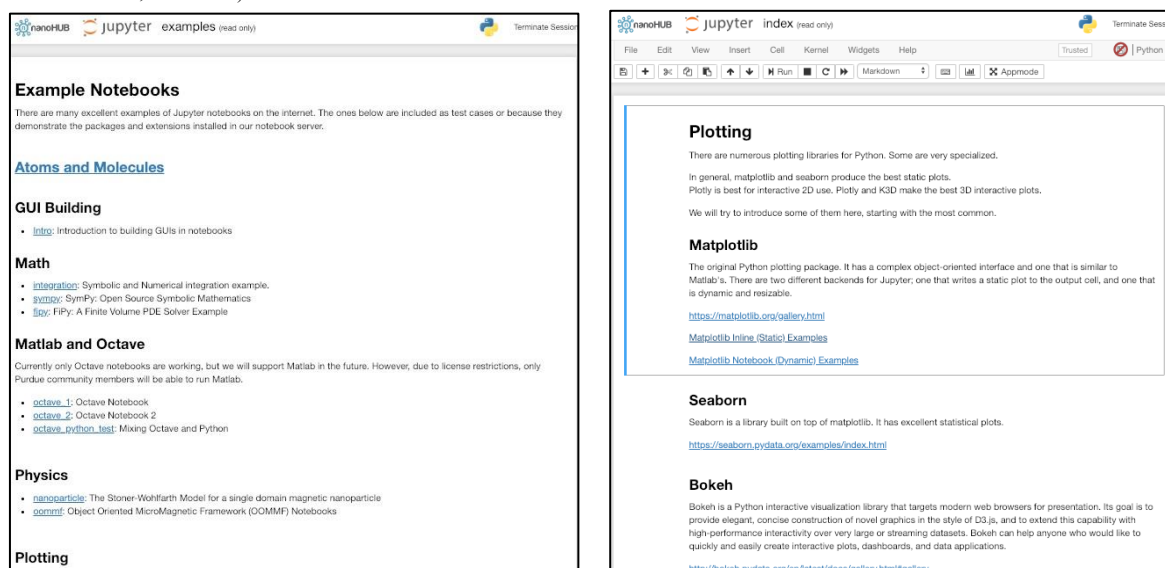 nanoHUB jupyter examples (read only) Terminate Session
Example Notebooks
There are many excellent examples of Jupyter notebooks on the internet. The ones below are included as test cases or because they
demonstrate the packages and extensions installed in our notebook server.
Atoms and Molecules
GUI Building
• Intro: Introduction to building GUIs in notebooks
Math
• integration: Symbolic and Numerical integration example.
• sympy: SymPy: Open Source Symbolic Mathematics
• fipy: FiPy: A Finite Volume PDE Solver Example
Matlab and Octave
Currently only Octave notebooks are working, but we will support Matlab in the future. However, due to license restrictions, only
Purdue community members will be able to run Matlab.
• octave_1: Octave Notebook
• octave_2: Octave Notebook 2
• octave_python_test: Mixing Octave and Python
Physics
• nanoparticle: The Stoner-Wohlfarth Model for a single domain magnetic nanoparticle
• oommf: Object Oriented MicroMagnetic Framework (OOMMF) Notebooks
Plotting
nanoHUB jupyter index (read only) Terminate Sess
File Edit View Insert Cell Kernel Widgets Help Trusted Python
Run Markdown Appmode
Plotting
There are numerous plotting libraries for Python. Some are very specialized.
In general, matplotlib and seaborn produce the best static plots.
Plotly is best for interactive 2D use. Plotly and K3D make the best 3D interactive plots.
We will try to introduce some of them here, starting with the most common.
Matplotlib
The original Python plotting package. It has a complex object-oriented interface and one that is similar to
Matlab's. There are two different backends for Jupyter; one that writes a static plot to the output cell, and one that
is dynamic and resizable.
https://matplotlib.org/gallery.html
Matplotlib Inline (Static) Examples
Matplotlib Notebook (Dynamic) Examples
Seaborn
Seaborn is a library built on top of matplotlib. It has excellent statistical plots.
https://seaborn.pydata.org/examples/index.html
Bokeh
Bokeh is a Python interactive visualization library that targets modern web browsers for presentation. Its goal is to
provide elegant, concise construction of novel graphics in the style of D3.js, and to extend this capability with
high-performance interactivity over very large or streaming datasets. Bokeh can help anyone who would like to
quickly and easily create interactive plots, dashboards, and data applications.